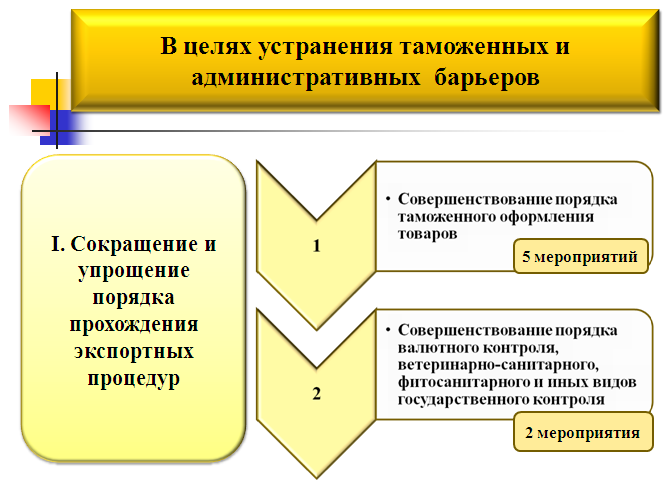 В целях устранения таможенных и
административных барьеров
I. Сокращение и
упрощение
порядка
прохождения
экспортных
процедур
1
• Совершенствование порядка
таможенного оформления
товаров
5 мероприятий
2
• Совершенствование порядка
валютного контроля,
ветеринарно-санитарного,
фитосанитарного и иных видов
государственного контроля
2 мероприятия